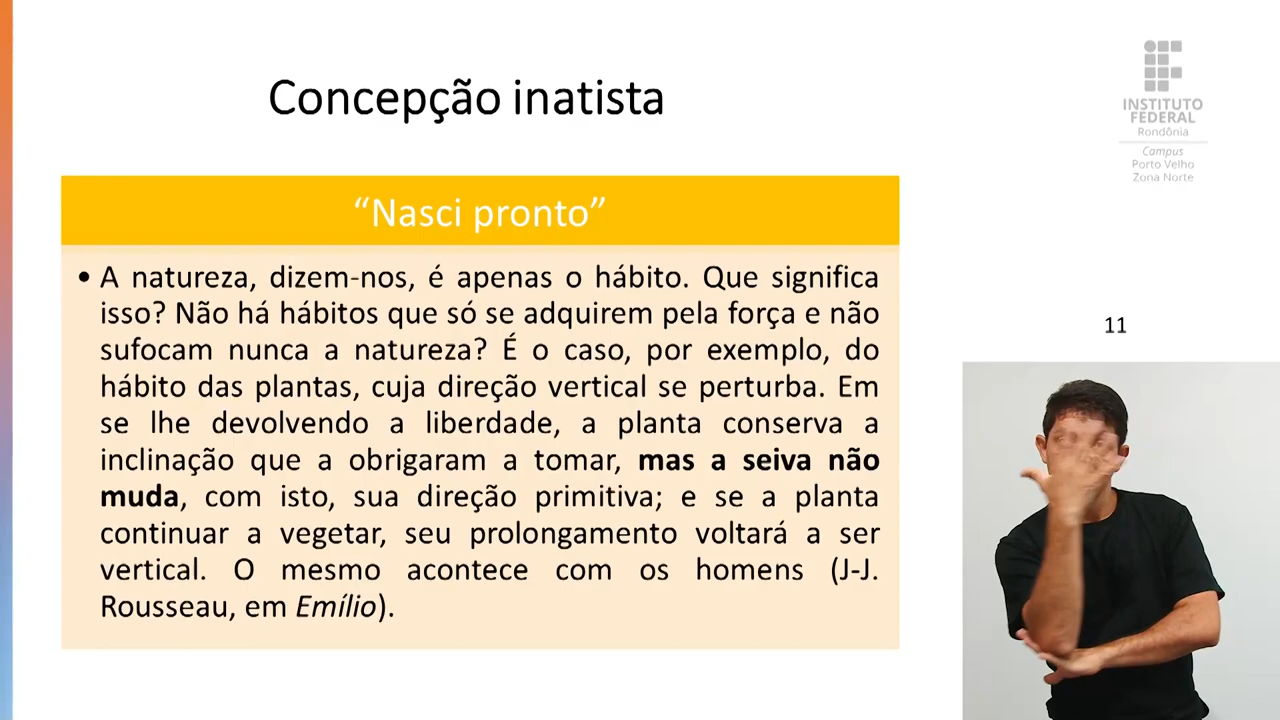 Concepção inatista
INSTITUTO
FEDERAL
Rondônia
Campus
Porto Velho
Zona Norte
“Nasci pronto”
• A natureza, dizem-nos, é apenas o hábito. Que significa
isso? Não há hábitos que só se adquirem pela força e não
sufocam nunca a natureza? É o caso, por exemplo, do
hábito das plantas, cuja direção vertical se perturba. Em
se lhe devolvendo a liberdade, a planta conserva a
inclinação que a obrigaram a tomar, mas a seiva não
muda, com isto, sua direção primitiva; e se a planta
continuar a vegetar, seu prolongamento voltará a ser
vertical. O mesmo acontece com os homens (J-J.
Rousseau, em Emílio).
11